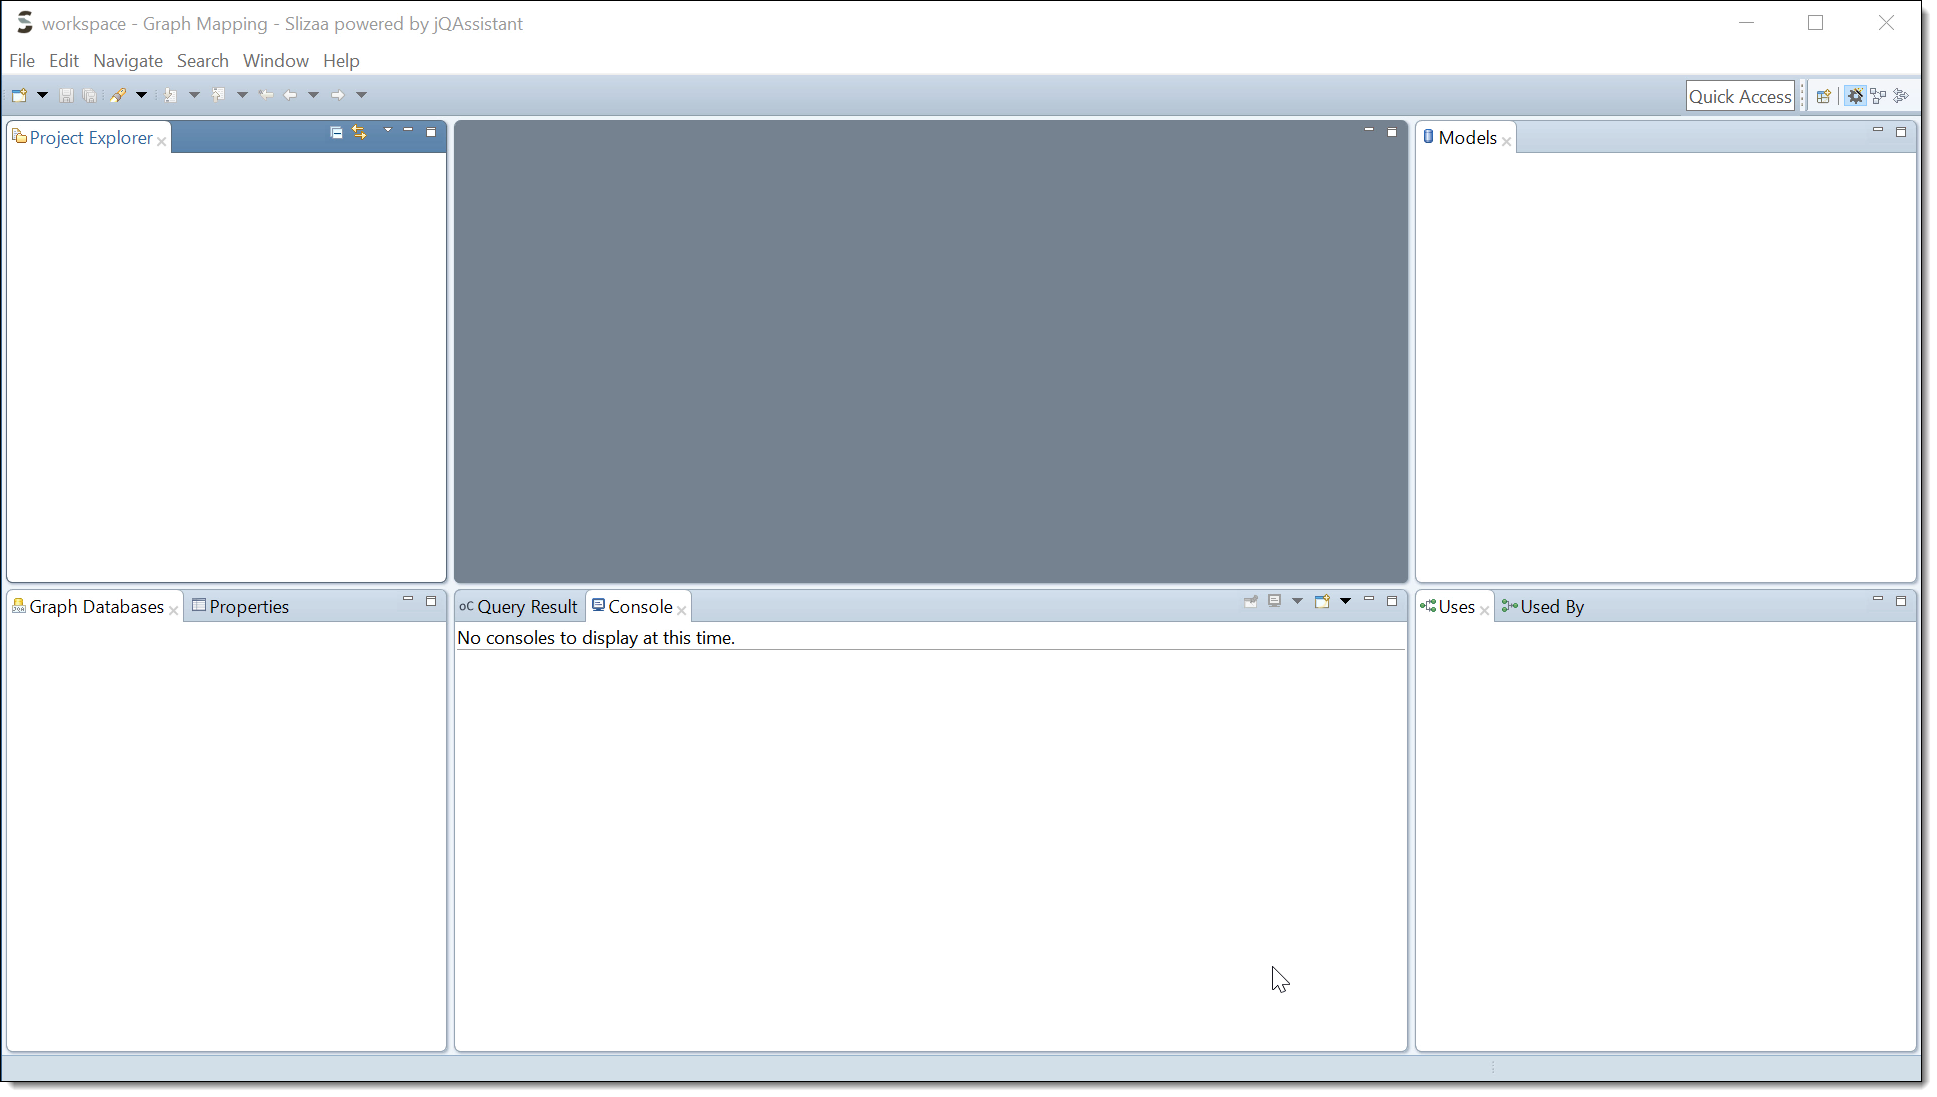 workspace - Graph Mapping - Slizaa powered by jQAssistant
File Edit Navigate Search Window Help
Quick Access
Project Explorer
Models
Graph Databases Properties
oC Query Result Console
Uses Used By
No consoles to display at this time.